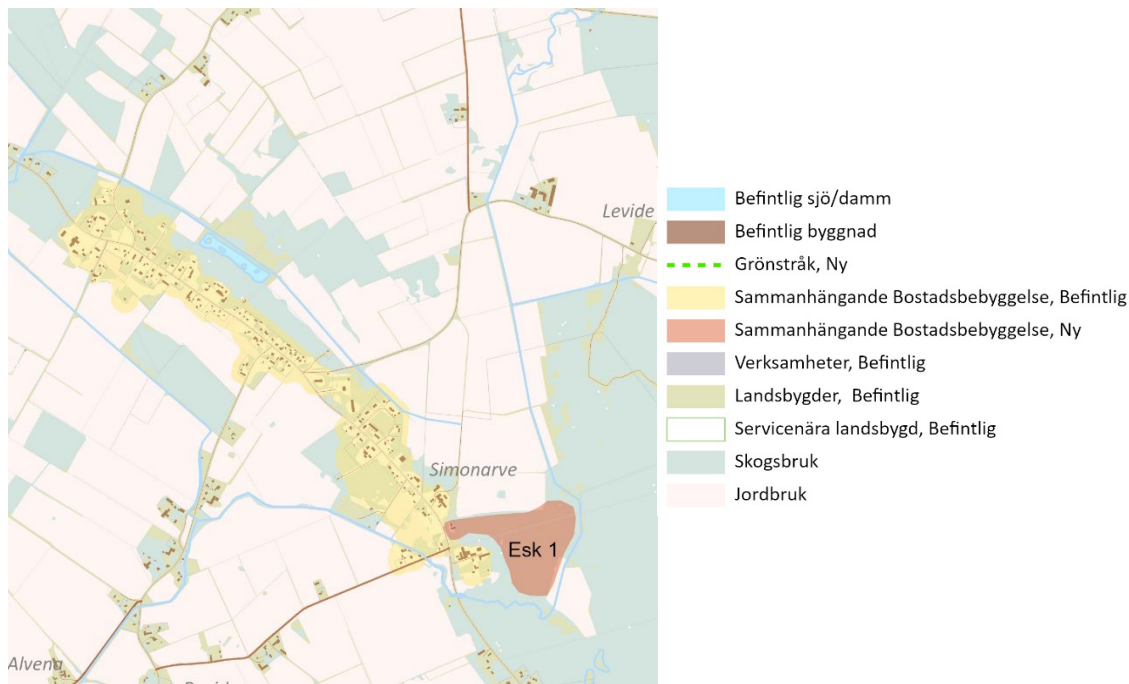 Levide
Simonarve
Esk 1
Alvena
Befintlig sjö/damm
Befintlig byggnad
Grönstråk, Ny
Sammanhängande Bostadsbebyggelse, Befintlig
Sammanhängande Bostadsbebyggelse, Ny
Verksamheter, Befintlig
Landsbygder, Befintlig
Servicenära landsbygd, Befintlig
Skogsbruk
Jordbruk